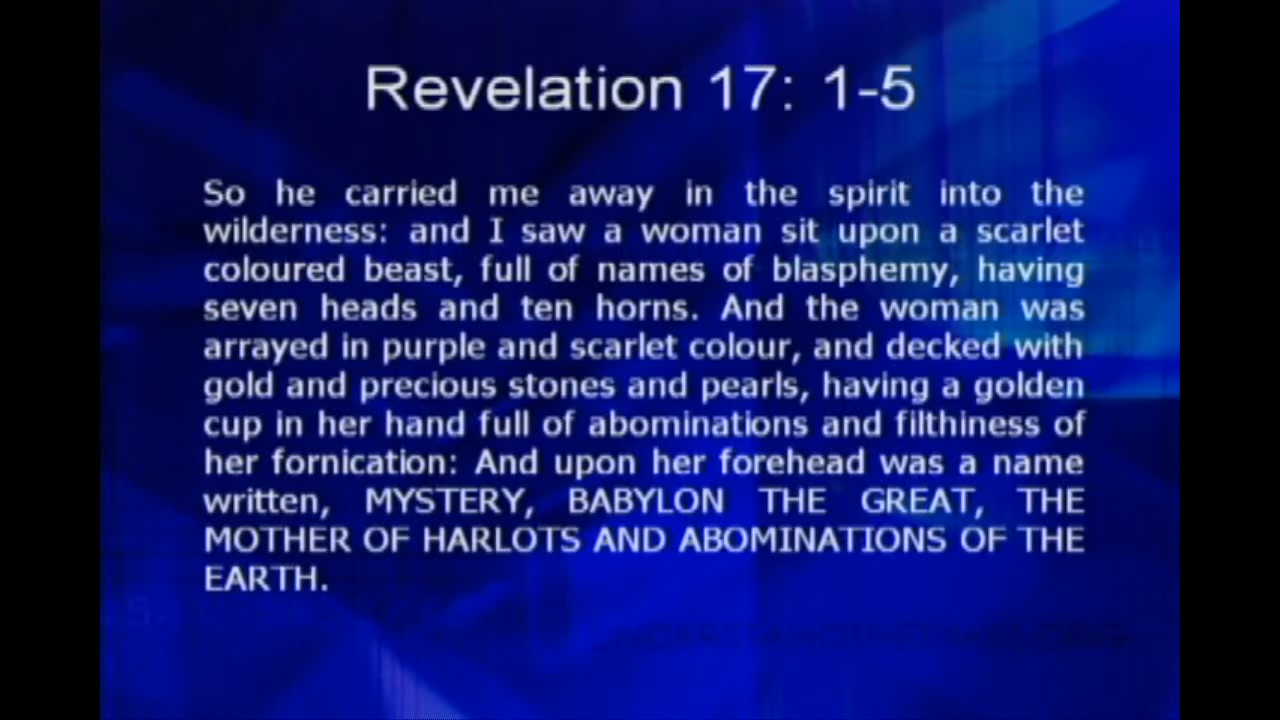 Revelation 17: 1-5
So he carried me away in the spirit into the
wilderness: and I saw a woman sit upon a scarlet
coloured beast, full of names of blasphemy, having
seven heads and ten horns. And the woman was
arrayed in purple and scarlet colour, and decked with
gold and precious stones and pearls, having a golden
cup in her hand full of abominations and filthiness of
her fornication: And upon her forehead was a name
written, MYSTERY, BABYLON THE GREAT, THE
MOTHER OF HARLOTS AND ABOMINATIONS OF THE
EARTH.